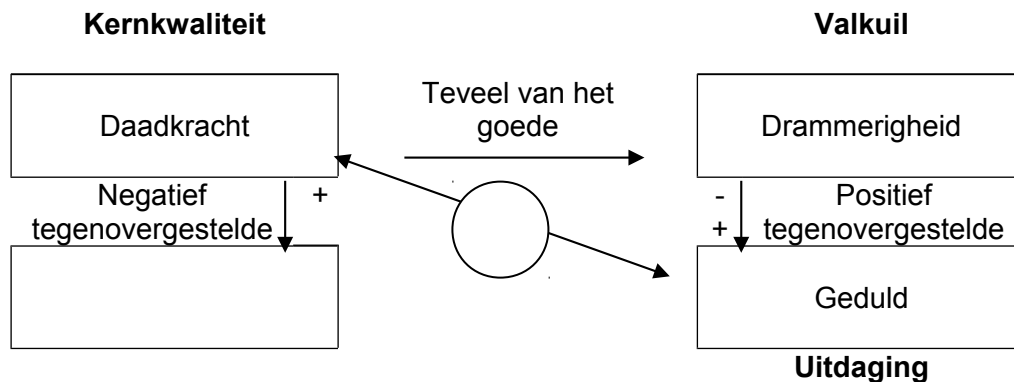 Kernkwaliteit
Valkuil
Daadkracht
Teveel van het
goede
Drammerigheid
Negatief
tegenovergestelde
+
-
+
Positief
tegenovergestelde
Geduld
Uitdaging